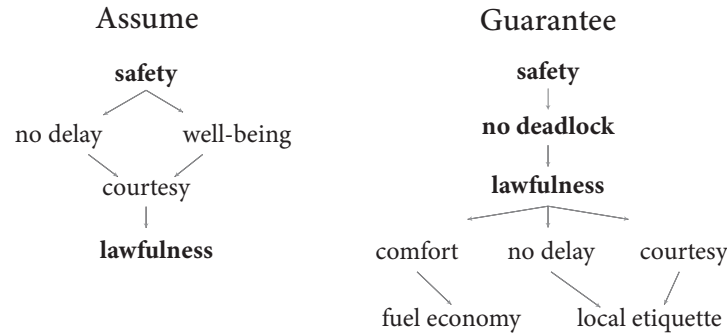 Assume
safety
no delay
well-being
courtesy
lawfulness
Guarantee
safety
no deadlock
lawfulness
comfort
no delay
courtesy
fuel economy
local etiquette